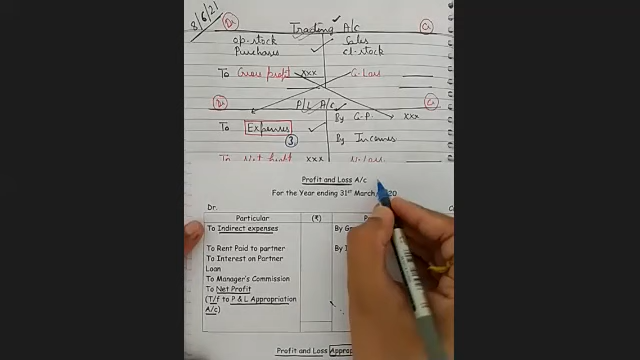 8/6/21
Dr Trading A/c Cr
op. stock Sales
Purchases cl. stock
To Gross profit xxx G. Loss
Dr P/L A/c Cr
By G.P. xxx
To Expenses
By Incomes
3
To Net profit xxx N. Loss
Profit and Loss A/c
For the Year ending 31ST March
Dr.
Particular (₹)
To Indirect expenses
To Rent Paid to partner
To Interest on Partner
Loan
To Manager's Commission
To Net Profit
(T/f to P & L Appropriation
A/c)
Profit and Loss